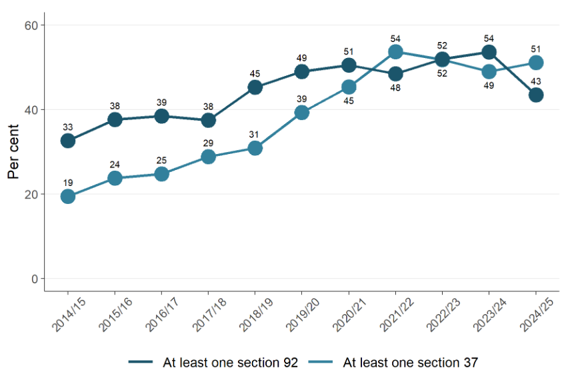 60
40
20
0
Per cent
33 38 39 38 45 49 51 48 52 54 43
19 24 25 29 31 39 45 54 52 49 51
2014/15 2015/16 2016/17 2017/18 2018/19 2019/20 2020/21 2021/22 2022/23 2023/24 2024/25
At least one section 92 At least one section 37